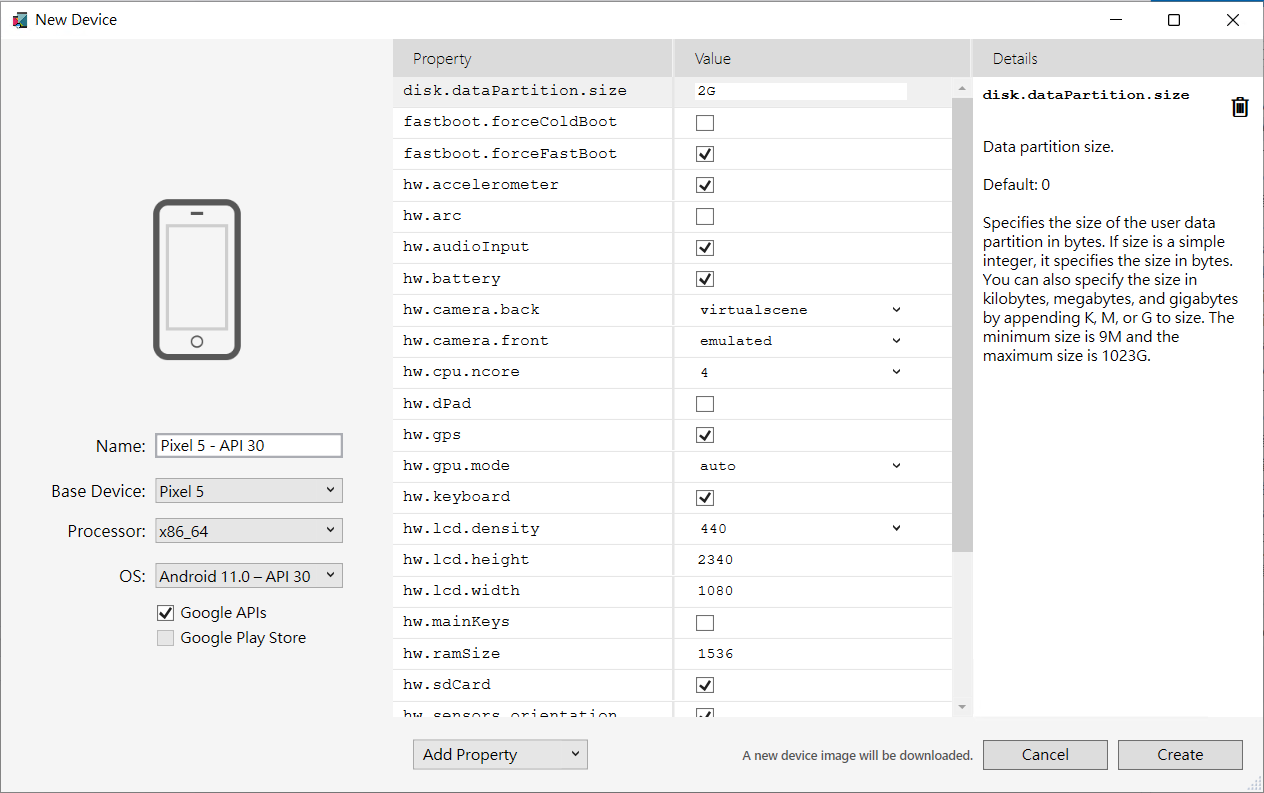 New Device
Name: Pixel 5 - API 30
Base Device: Pixel 5
Processor: x86_64
OS: Android 11.0 – API 30
Google APIs
Google Play Store
Property Value
disk.dataPartition.size 2G
fastboot.forceColdBoot
fastboot.forceFastBoot
hw.accelerometer
hw.arc
hw.audioInput
hw.battery
hw.camera.back virtualscene
hw.camera.front emulated
hw.cpu.ncore 4
hw.dPad
hw.gps
hw.gpu.mode auto
hw.keyboard
hw.lcd.density 440
hw.lcd.height 2340
hw.lcd.width 1080
hw.mainKeys
hw.ramSize 1536
hw.sdCard
hw.sensors.orientation
Details
disk.dataPartition.size
Data partition size.
Default: 0
Specifies the size of the user data
partition in bytes. If size is a simple
integer, it specifies the size in bytes.
You can also specify the size in
kilobytes, megabytes, and gigabytes
by appending K, M, or G to size. The
minimum size is 9M and the
maximum size is 1023G.
Add Property
A new device image will be downloaded.
Cancel
Create